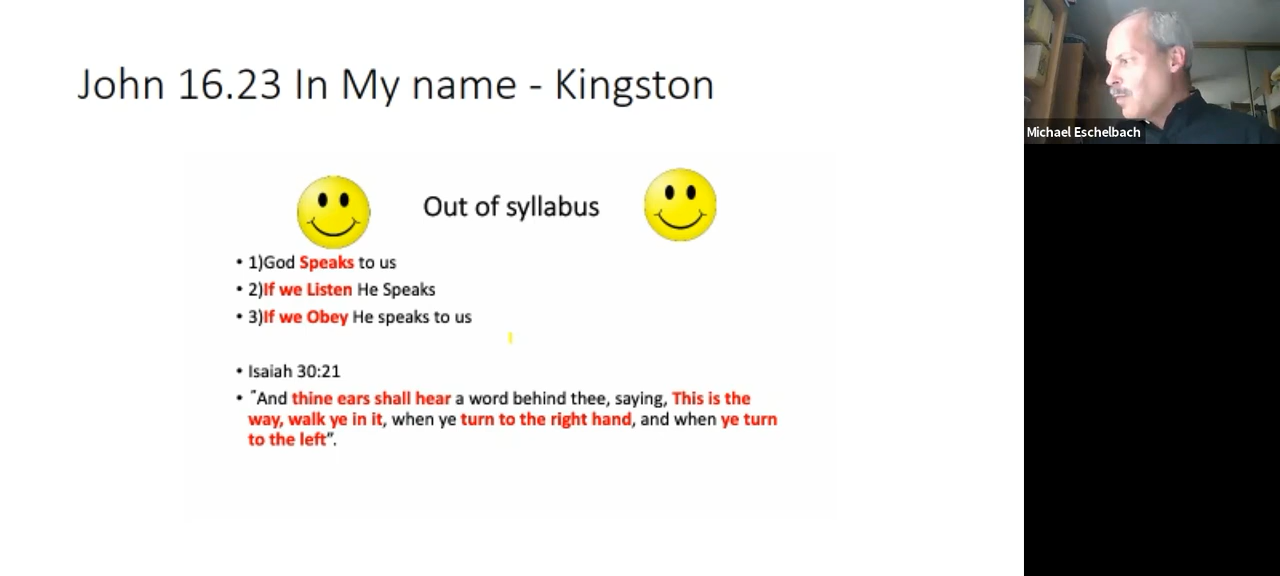 John 16.23 In My name - Kingston
Michael Eschelbach
Out of syllabus
• 1)God Speaks to us
• 2)If we Listen He Speaks
• 3)If we Obey He speaks to us
• Isaiah 30:21
• "And thine ears shall hear a word behind thee, saying, This is the
way, walk ye in it, when ye turn to the right hand, and when ye turn
to the left”.